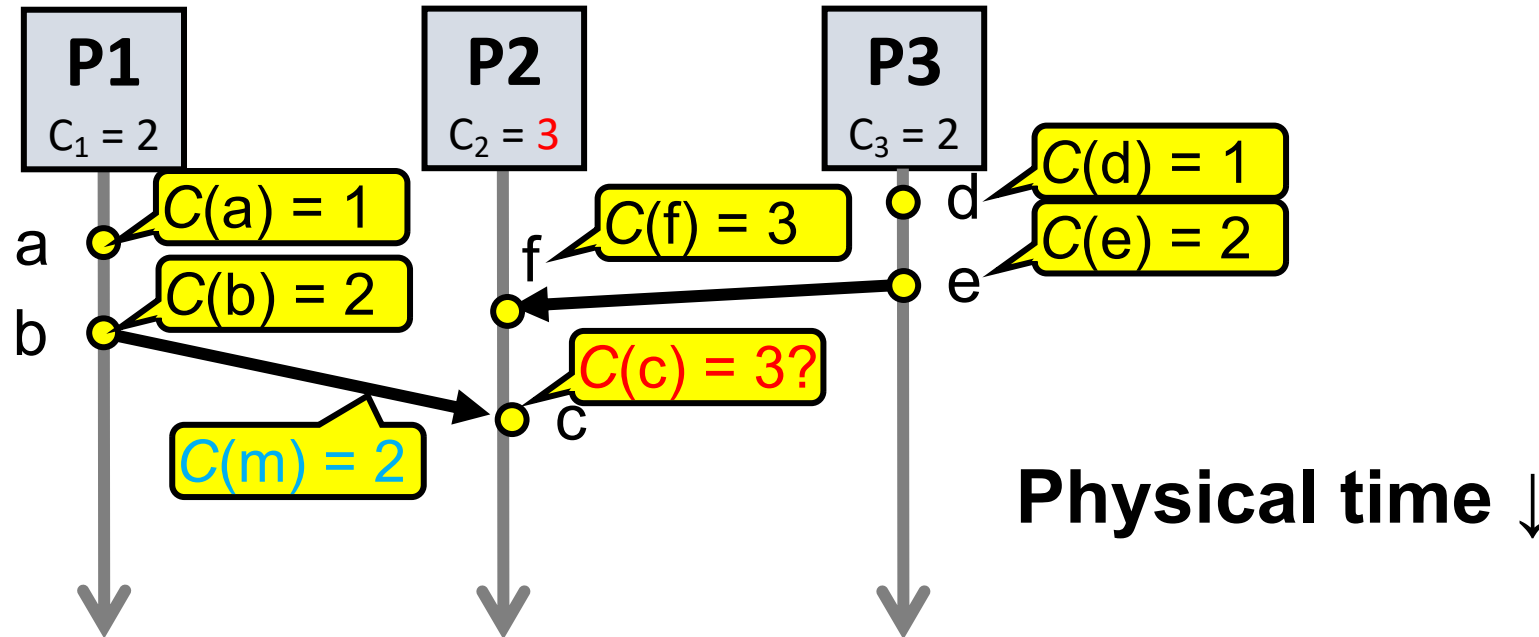 P1
C₁ = 2
P2
C₂ = 3
P3
C₃ = 2
C(d) = 1
d
C(a) = 1
C(f) = 3
a
C(e) = 2
f
e
C(b) = 2
b
C(c) = 3?
c
C(m) = 2
Physical time ↓